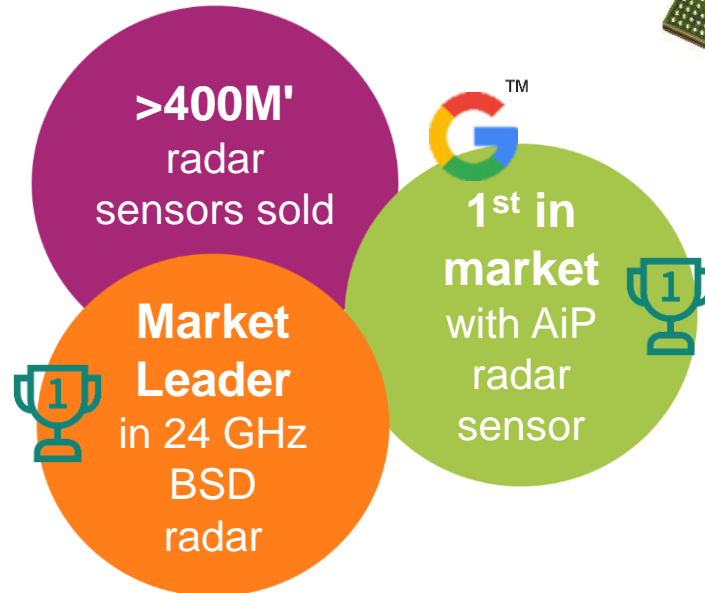 >400M'
radar
sensors sold
G™
1st in
market
with AiP
radar
sensor
1
Market
Leader
in 24 GHz
BSD
radar
1